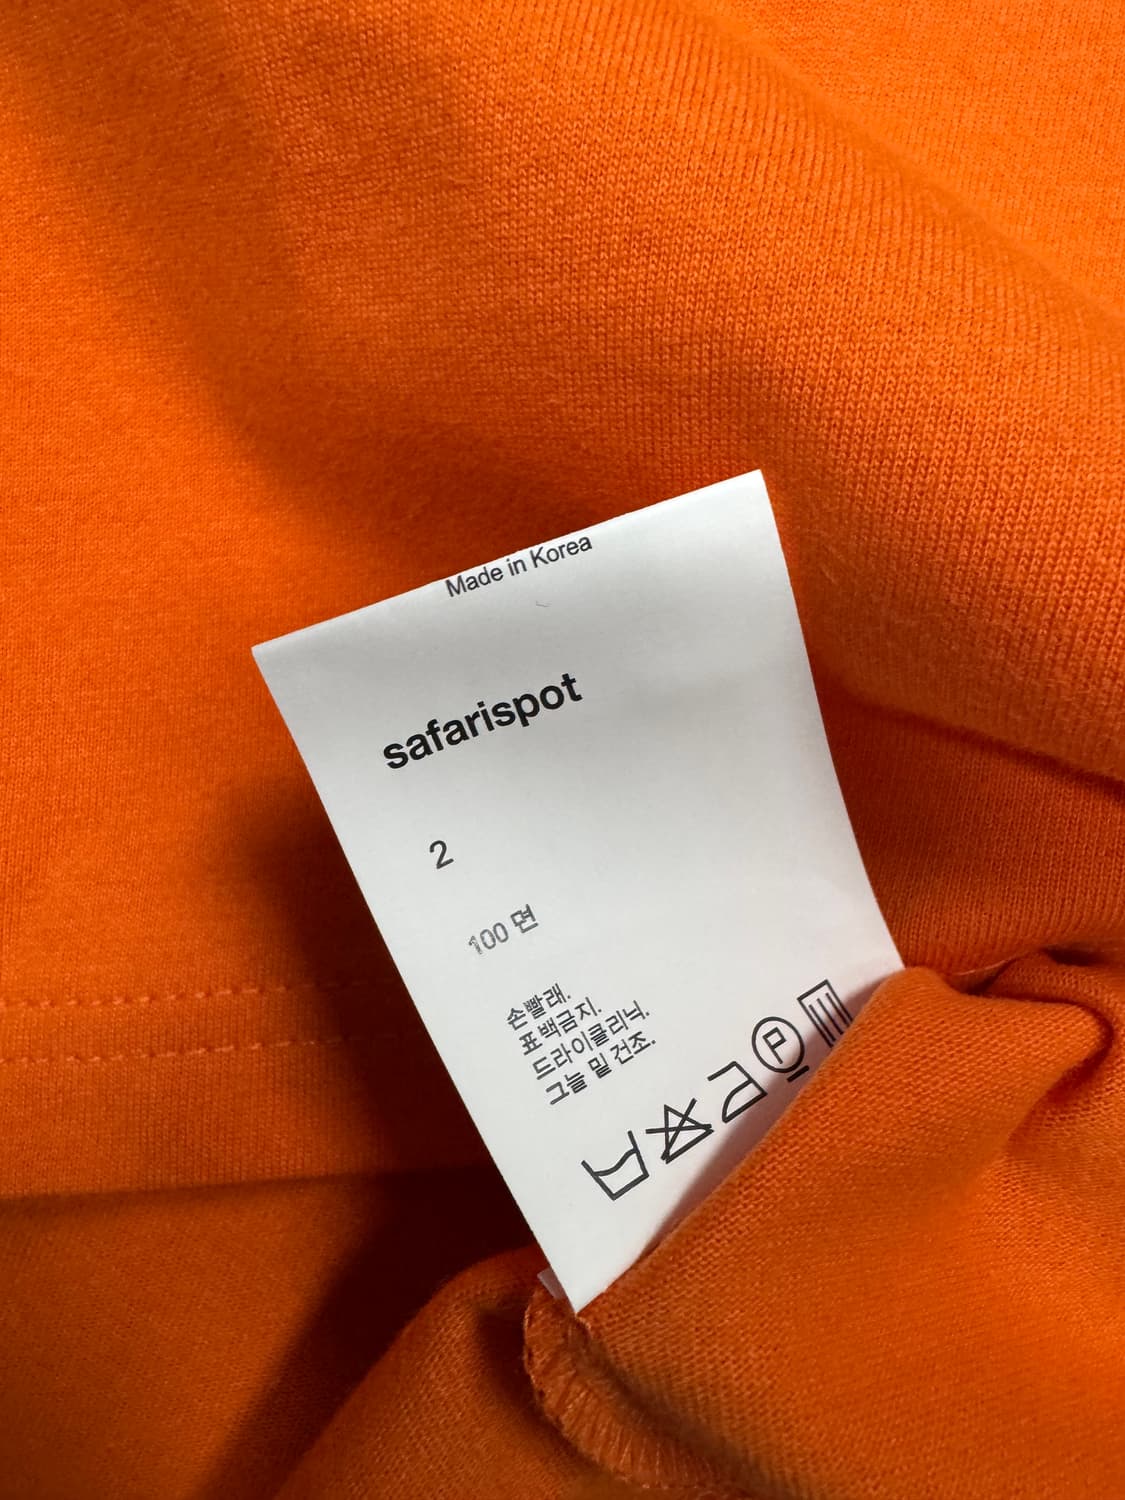 Made in Korea
safarispot
2
100 면
손빨래.
표백금지.
드라이클리닉.
그늘 밑 건조.
P